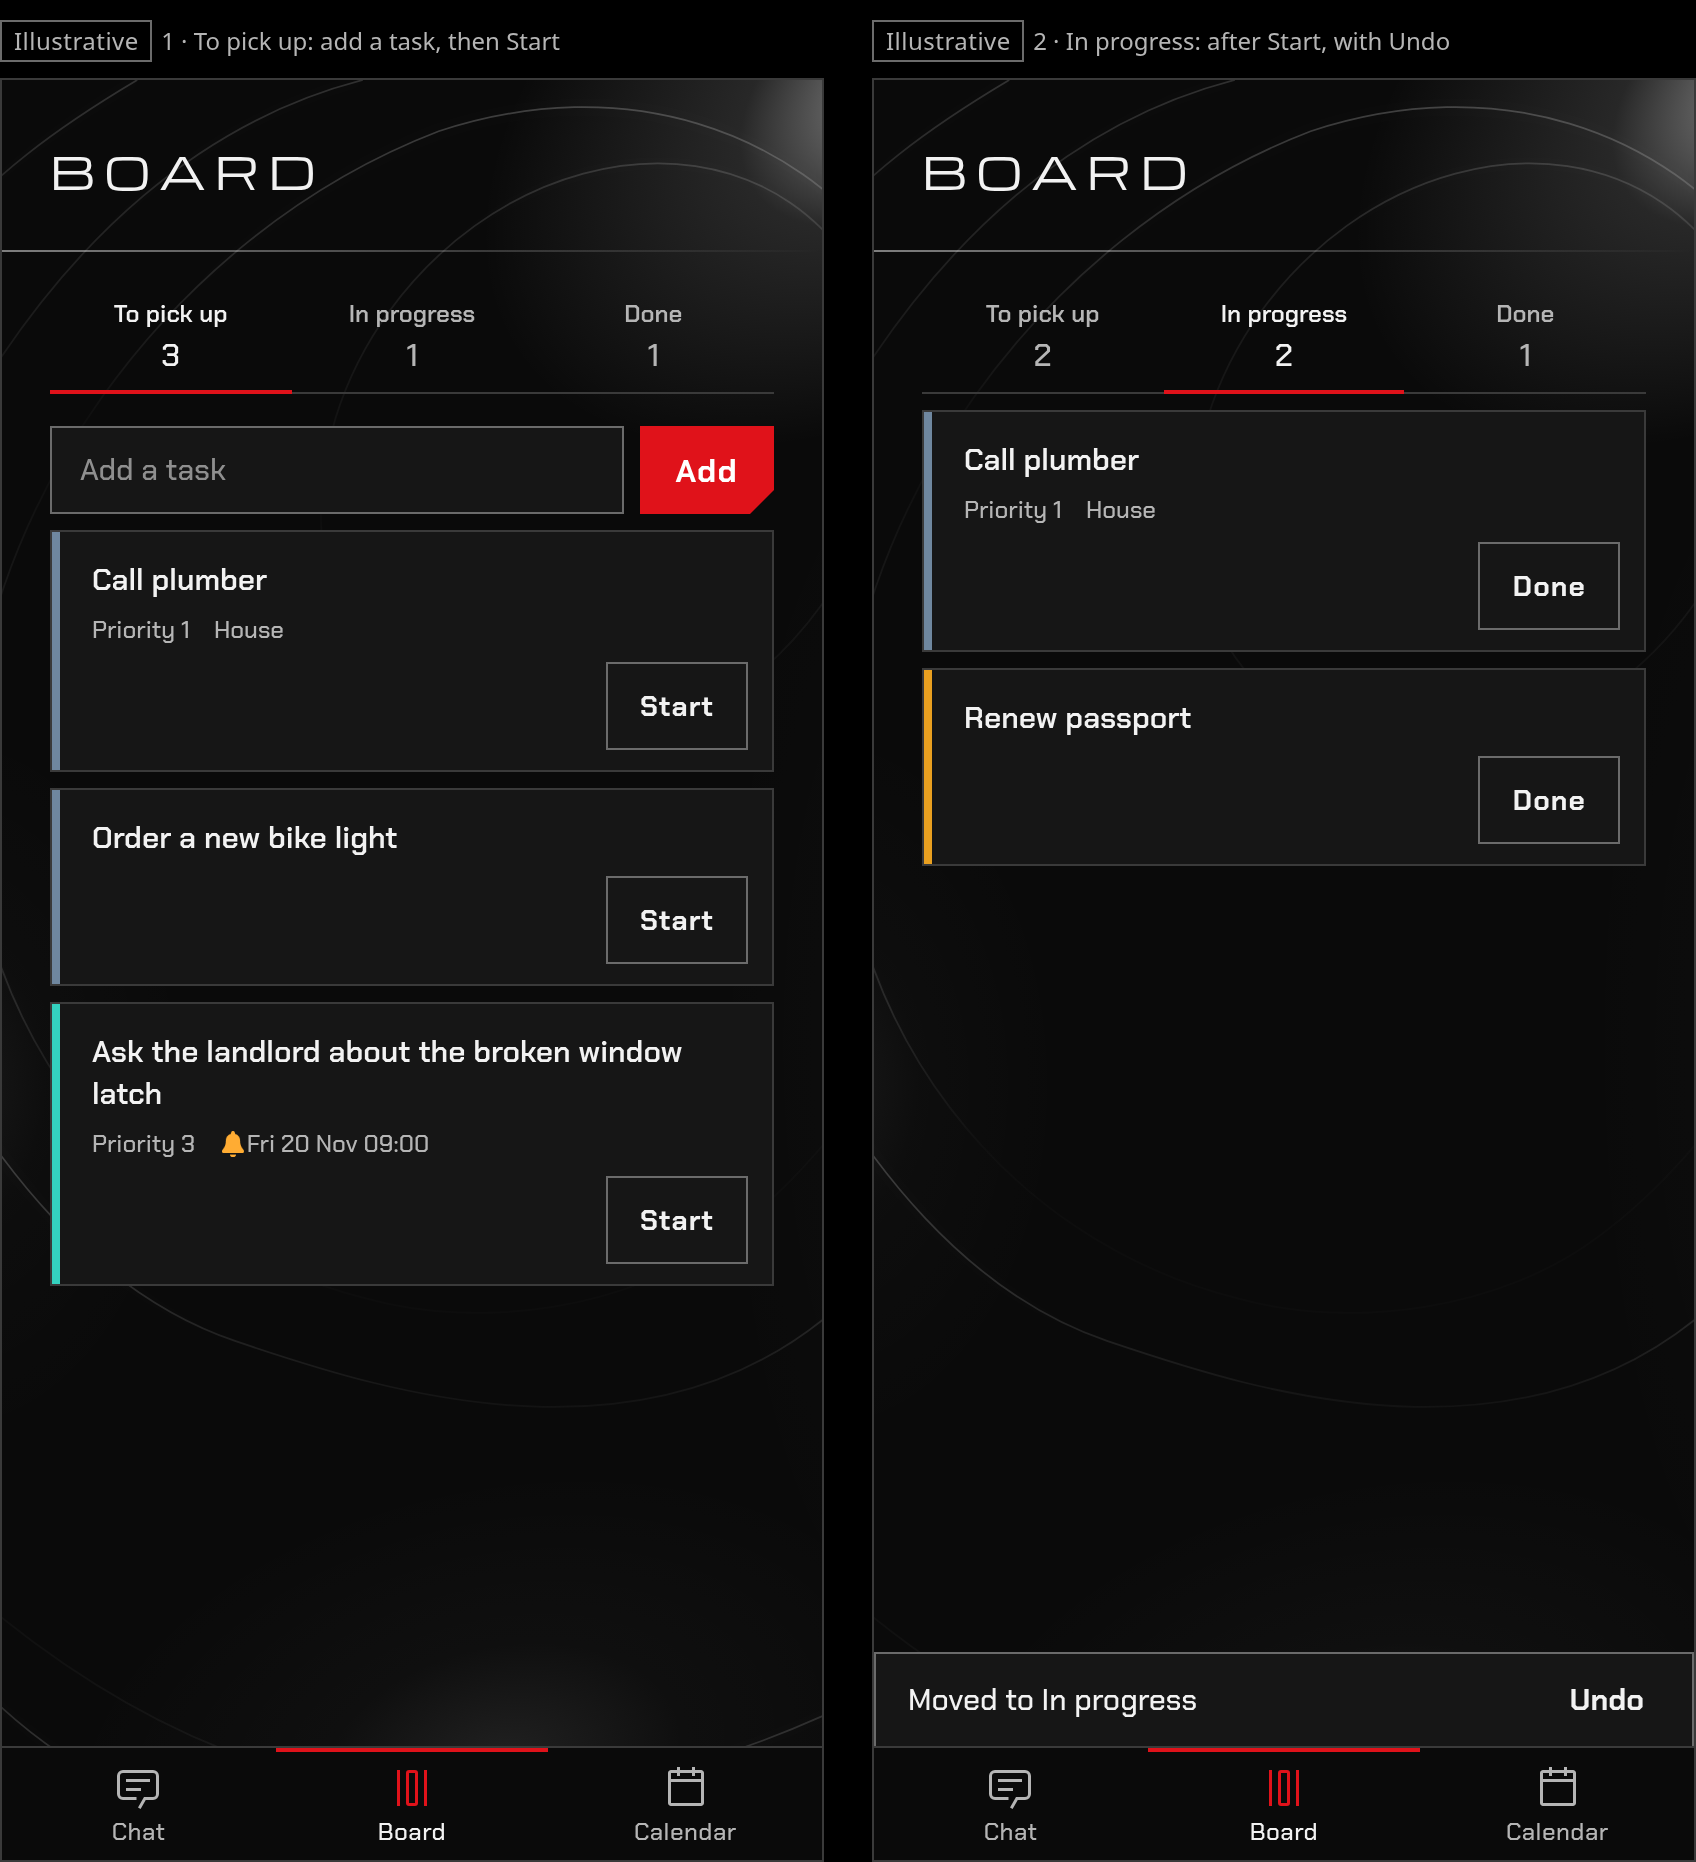 Illustrative 1 · To pick up: add a task, then Start
BOARD
To pick up In progress Done
3 1 1
Add a task Add
Call plumber
Priority 1 House
Start
Order a new bike light
Start
Ask the landlord about the broken window
latch
Priority 3 🔔Fri 20 Nov 09:00
Start
Chat Board Calendar
Illustrative 2 · In progress: after Start, with Undo
BOARD
To pick up In progress Done
2 2 1
Call plumber
Priority 1 House
Done
Renew passport
Done
Moved to In progress Undo
Chat Board Calendar